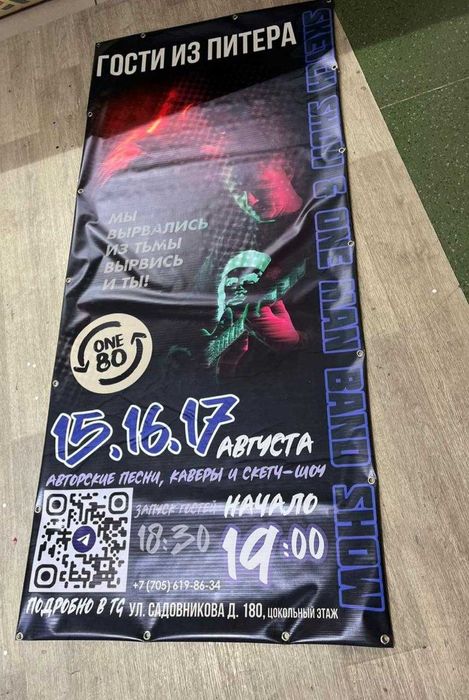 ГОСТИ ИЗ ПИТЕРА
SKETCH SHOW & ONE MAN BAND SHOW
МЫ
ВЫРВАЛИСЬ
ИЗ ТЬМЫ
ВЫРВИСЬ
И ТЫ!
ONE
80
15.16.17 АВГУСТА
АВТОРСКИЕ ПЕСНИ, КАВЕРЫ И СКЕТЧ-ШОУ
ЗАПУСК ГОСТЕЙ НАЧАЛО
18:30 19:00
+7 (705) 619-86-34
ПОДРОБНО В TG УЛ. САДОВНИКОВА Д. 180, ЦОКОЛЬНЫЙ ЭТАЖ